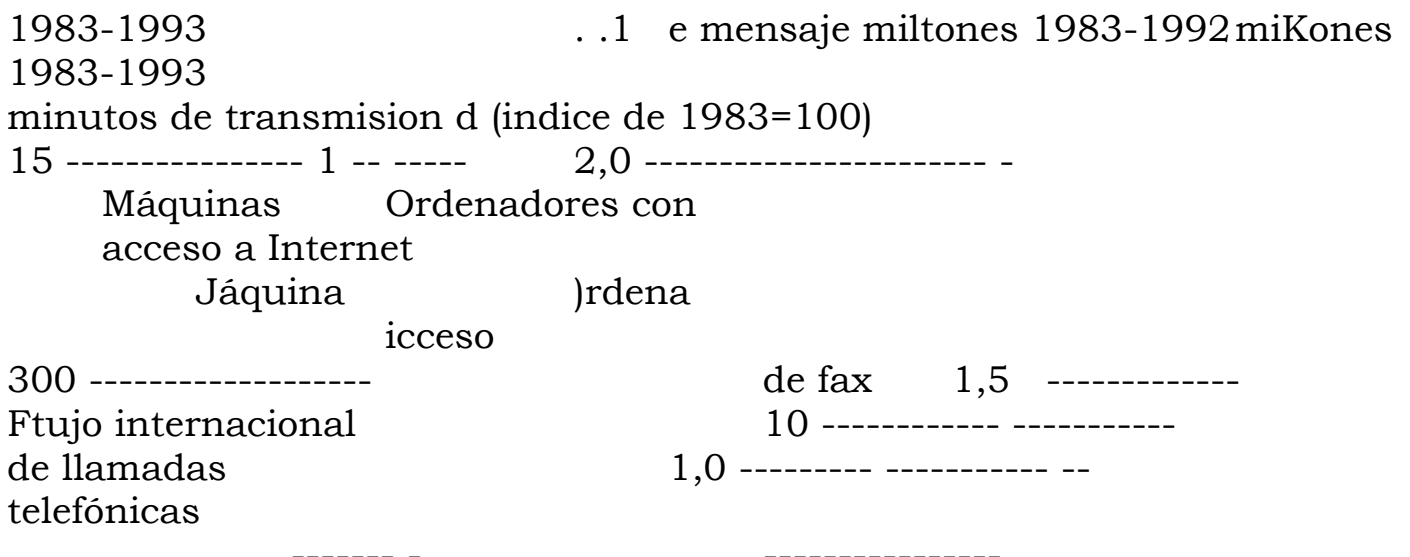 1983-1993 . .1 e mensaje miltones 1983-1992 miKones
1983-1993
minutos de transmision d (indice de 1983=100)
15 ---------------- 1 -- ----- 2,0 ----------------------- -
Máquinas Ordenadores con
acceso a Internet
Jáquina )rdena
icceso
300 ------------------- de fax 1,5 -------------
Ftujo internacional 10 ------------ -----------
de llamadas 1,0 --------- ----------- --
telefónicas
------- - ----------------